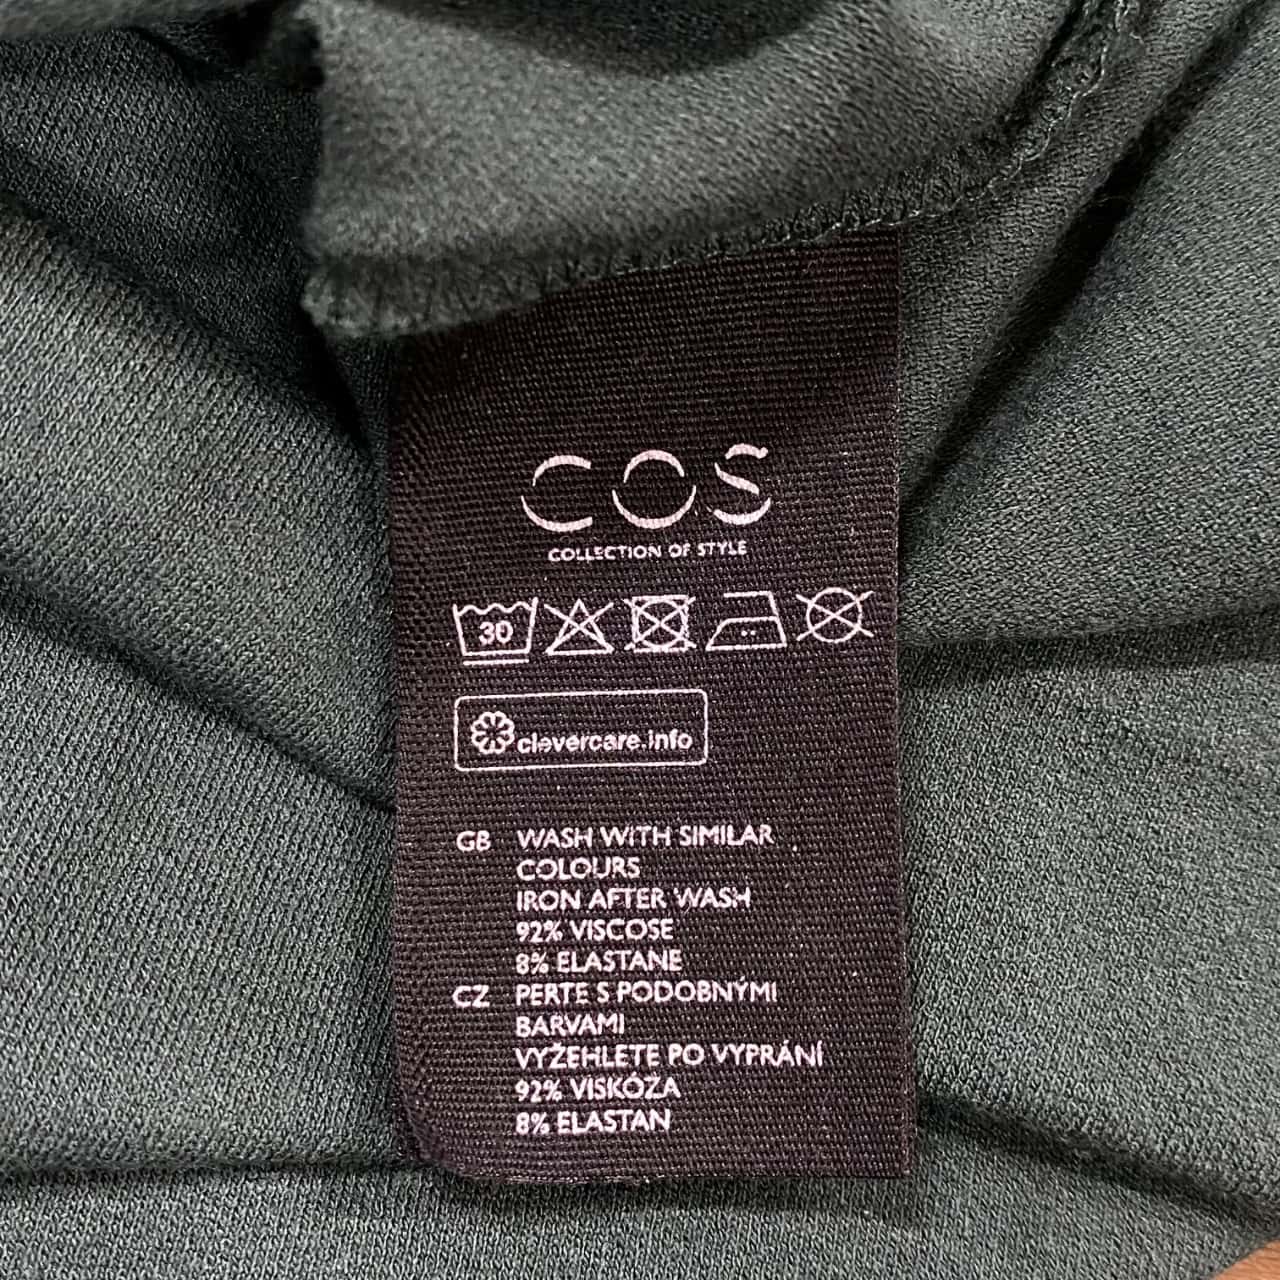 COS
COLLECTION OF STYLE
30
clevercare.info
GB WASH WITH SIMILAR
COLOURS
IRON AFTER WASH
92% VISCOSE
8% ELASTANE
CZ PERTE S PODOBNÝMI
BARVAMI
VYŽEHLETE PO VYPRÁNÍ
92% VISKÓZA
8% ELASTAN